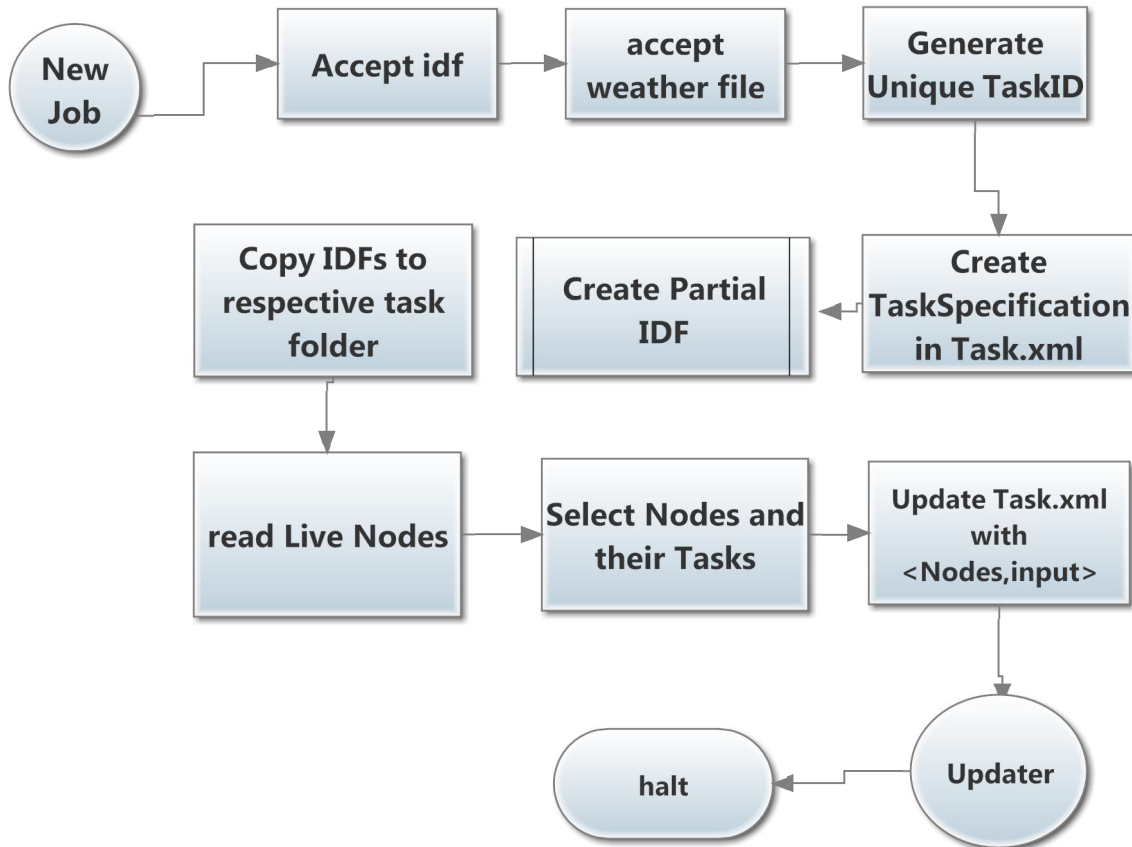 New
Job
Accept idf
accept
weather file
Generate
Unique TaskID
Create
TaskSpecification
in Task.xml
Create Partial
IDF
Copy IDFs to
respective task
folder
read Live Nodes
Select Nodes and
their Tasks
Update Task.xml
with
<Nodes,input>
Updater
halt